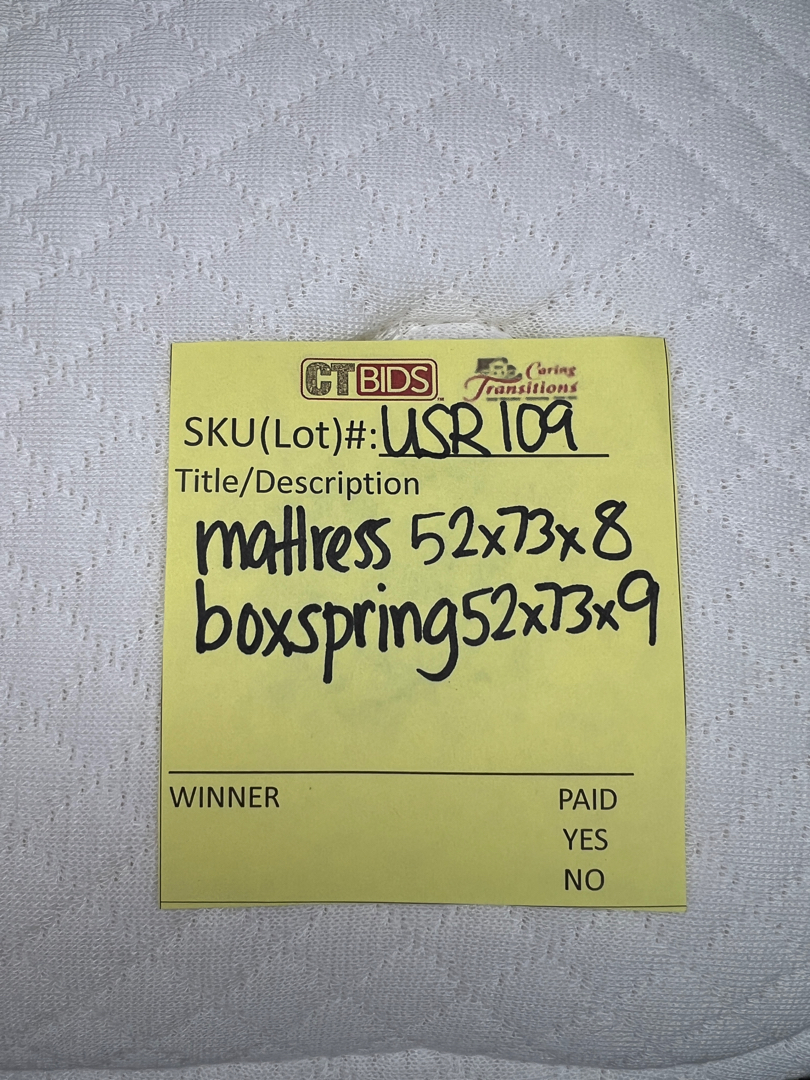 CTBIDS Caring Transitions
SKU(Lot)#: USR109
Title/Description
mattress 52x73x8
boxspring 52x73x9
WINNER PAID
YES
NO